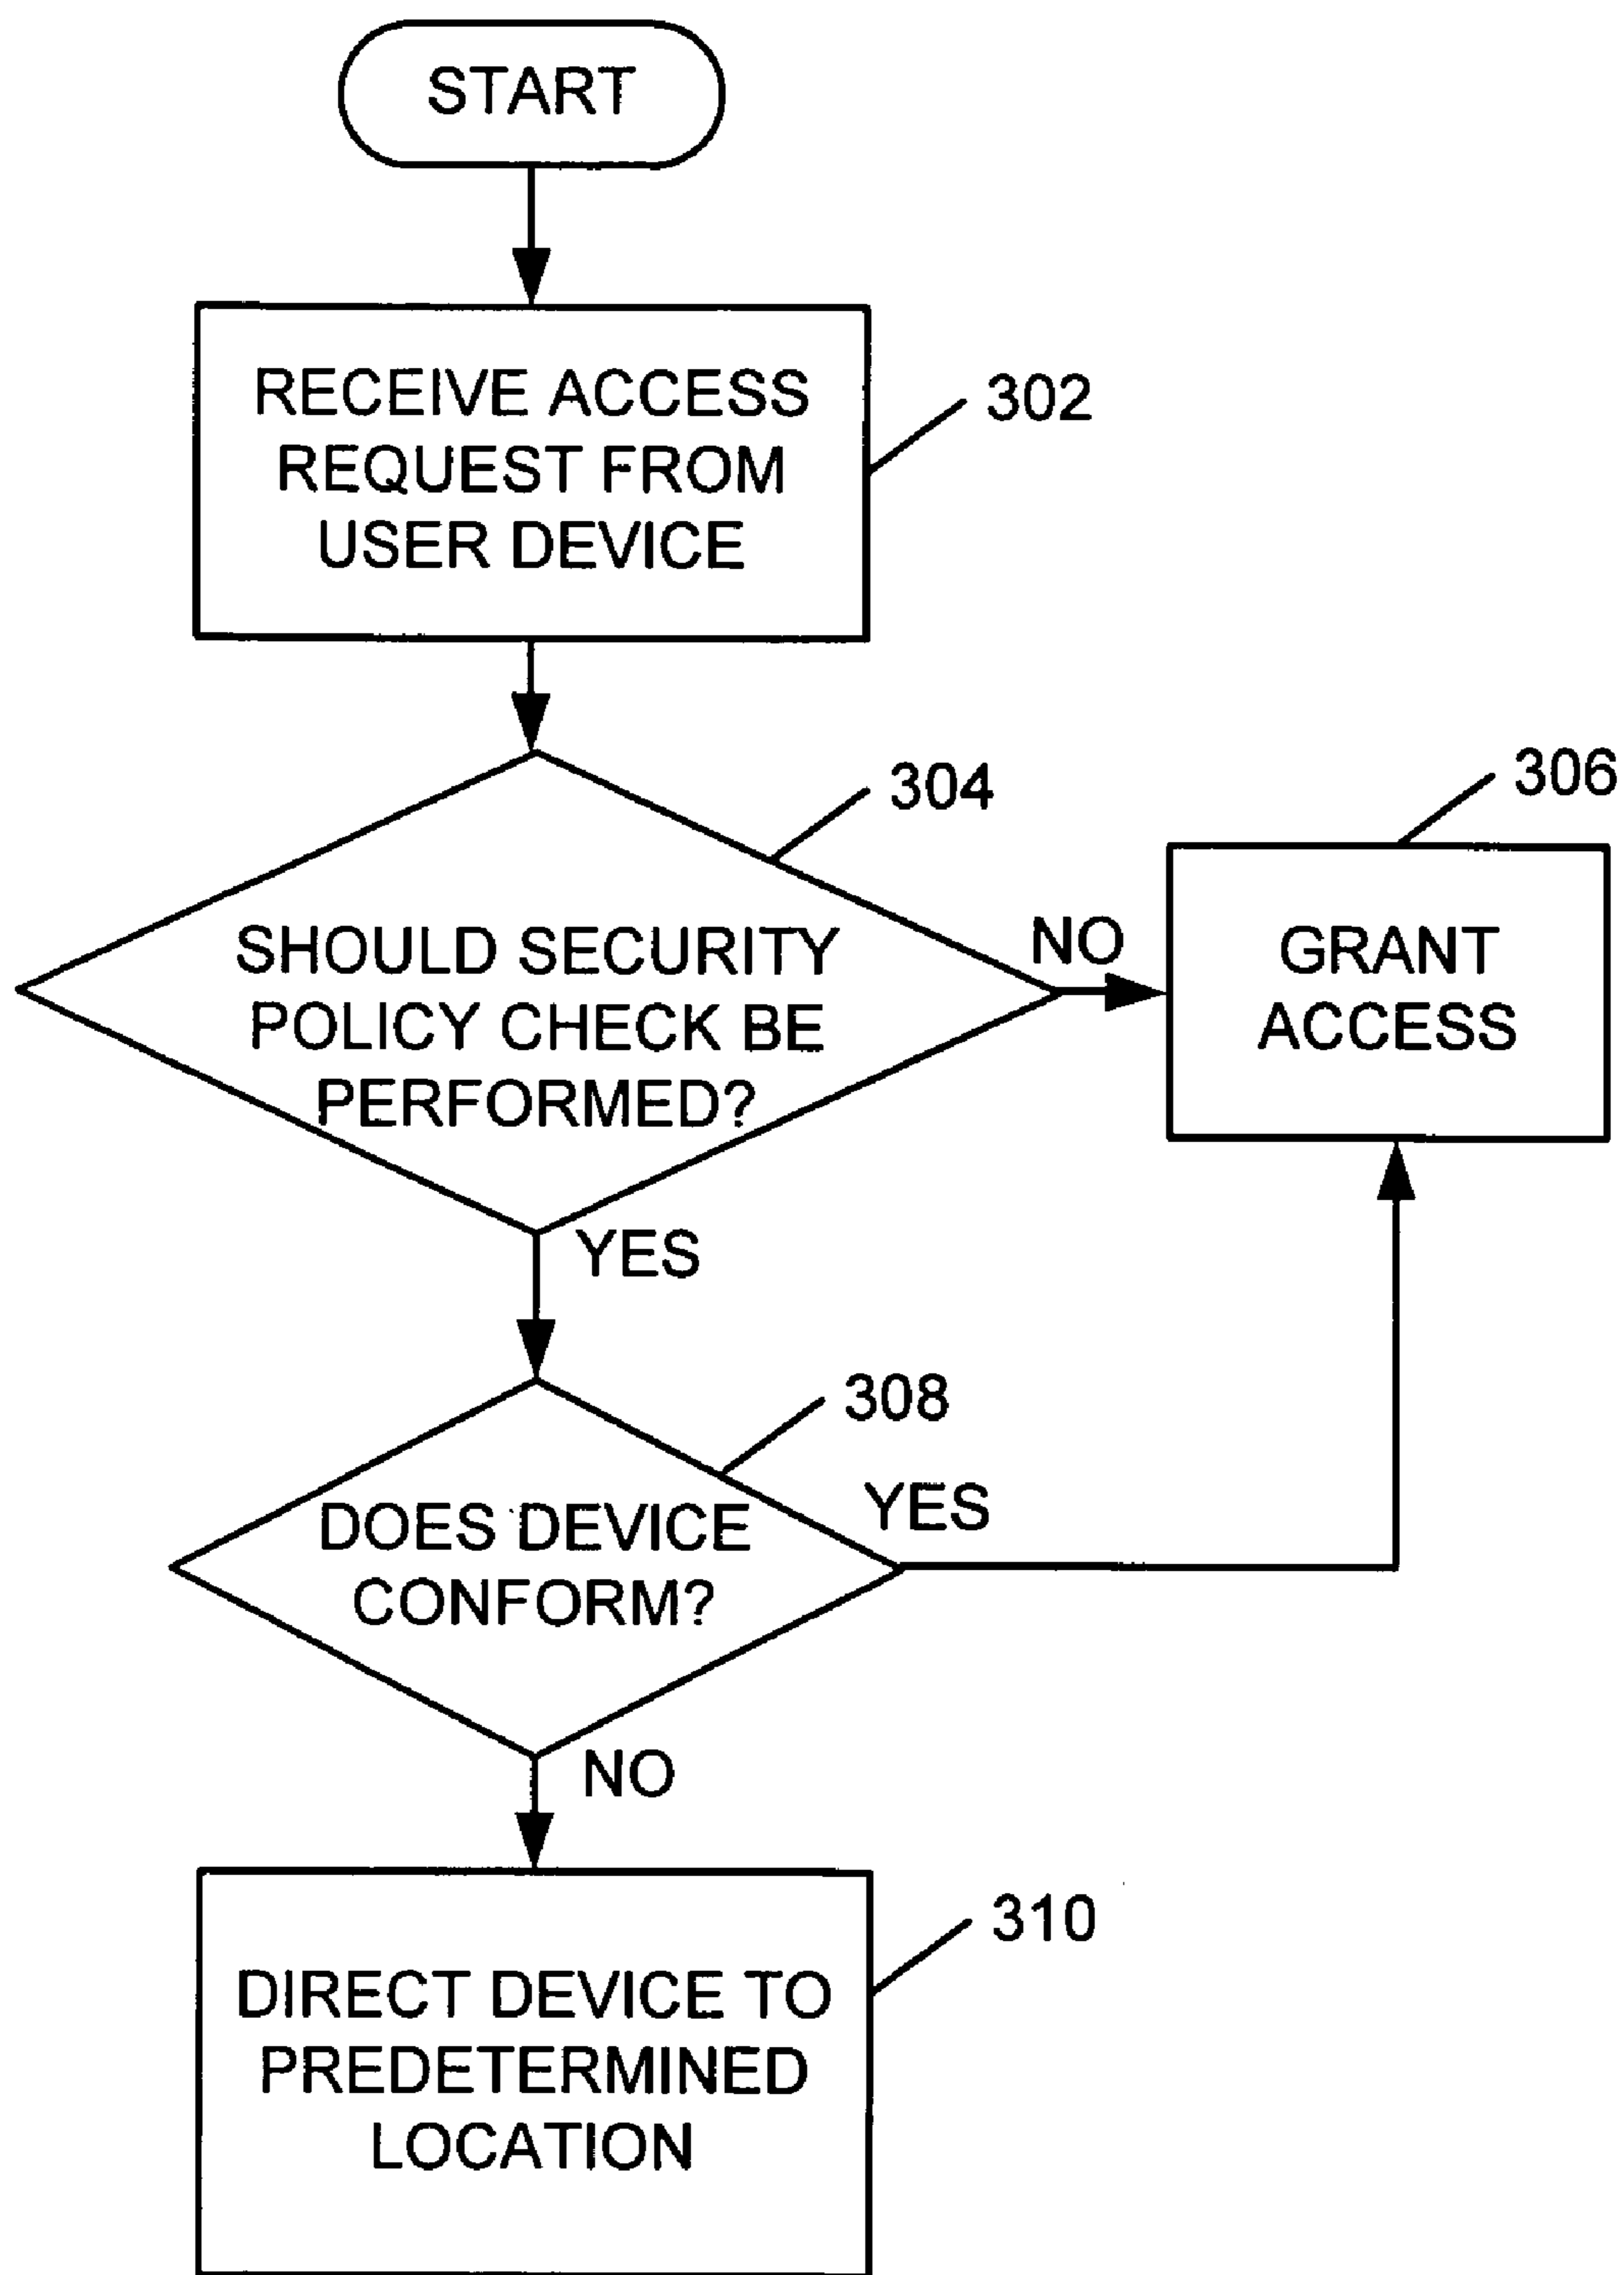 START
RECEIVE ACCESS
REQUEST FROM
USER DEVICE
302
304
SHOULD SECURITY
POLICY CHECK BE
PERFORMED?
NO
306
GRANT
ACCESS
YES
308
DOES DEVICE
CONFORM?
YES
NO
310
DIRECT DEVICE TO
PREDETERMINED
LOCATION